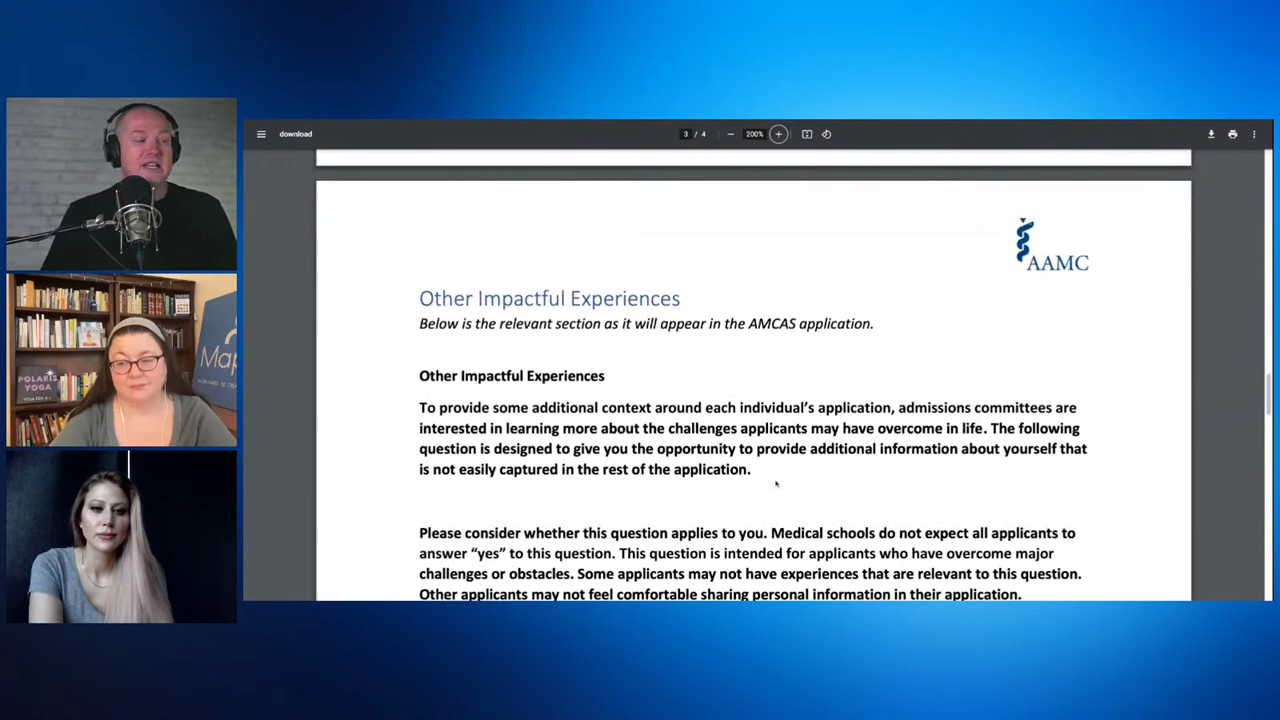 download
3 / 4
200%
AAMC
Other Impactful Experiences
Below is the relevant section as it will appear in the AMCAS application.
Other Impactful Experiences
To provide some additional context around each individual's application, admissions committees are
interested in learning more about the challenges applicants may have overcome in life. The following
question is designed to give you the opportunity to provide additional information about yourself that
is not easily captured in the rest of the application.
Please consider whether this question applies to you. Medical schools do not expect all applicants to
answer “yes” to this question. This question is intended for applicants who have overcome major
challenges or obstacles. Some applicants may not have experiences that are relevant to this question.
Other applicants may not feel comfortable sharing personal information in their application.
POLARIS
YOGA